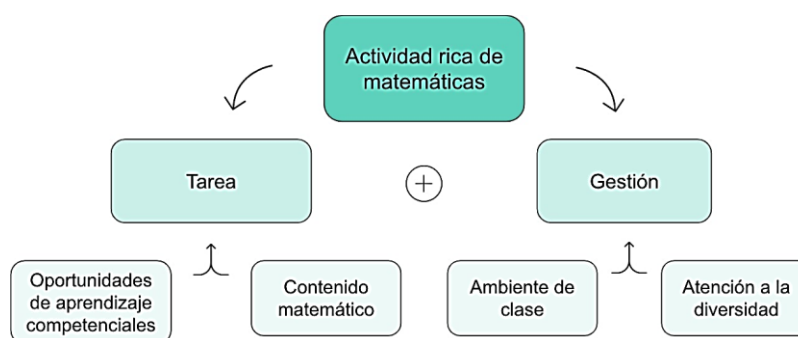 Actividad rica de
matemáticas
Tarea
+
Gestión
Oportunidades
de aprendizaje
competenciales
Contenido
matemático
Ambiente de
clase
Atención a la
diversidad